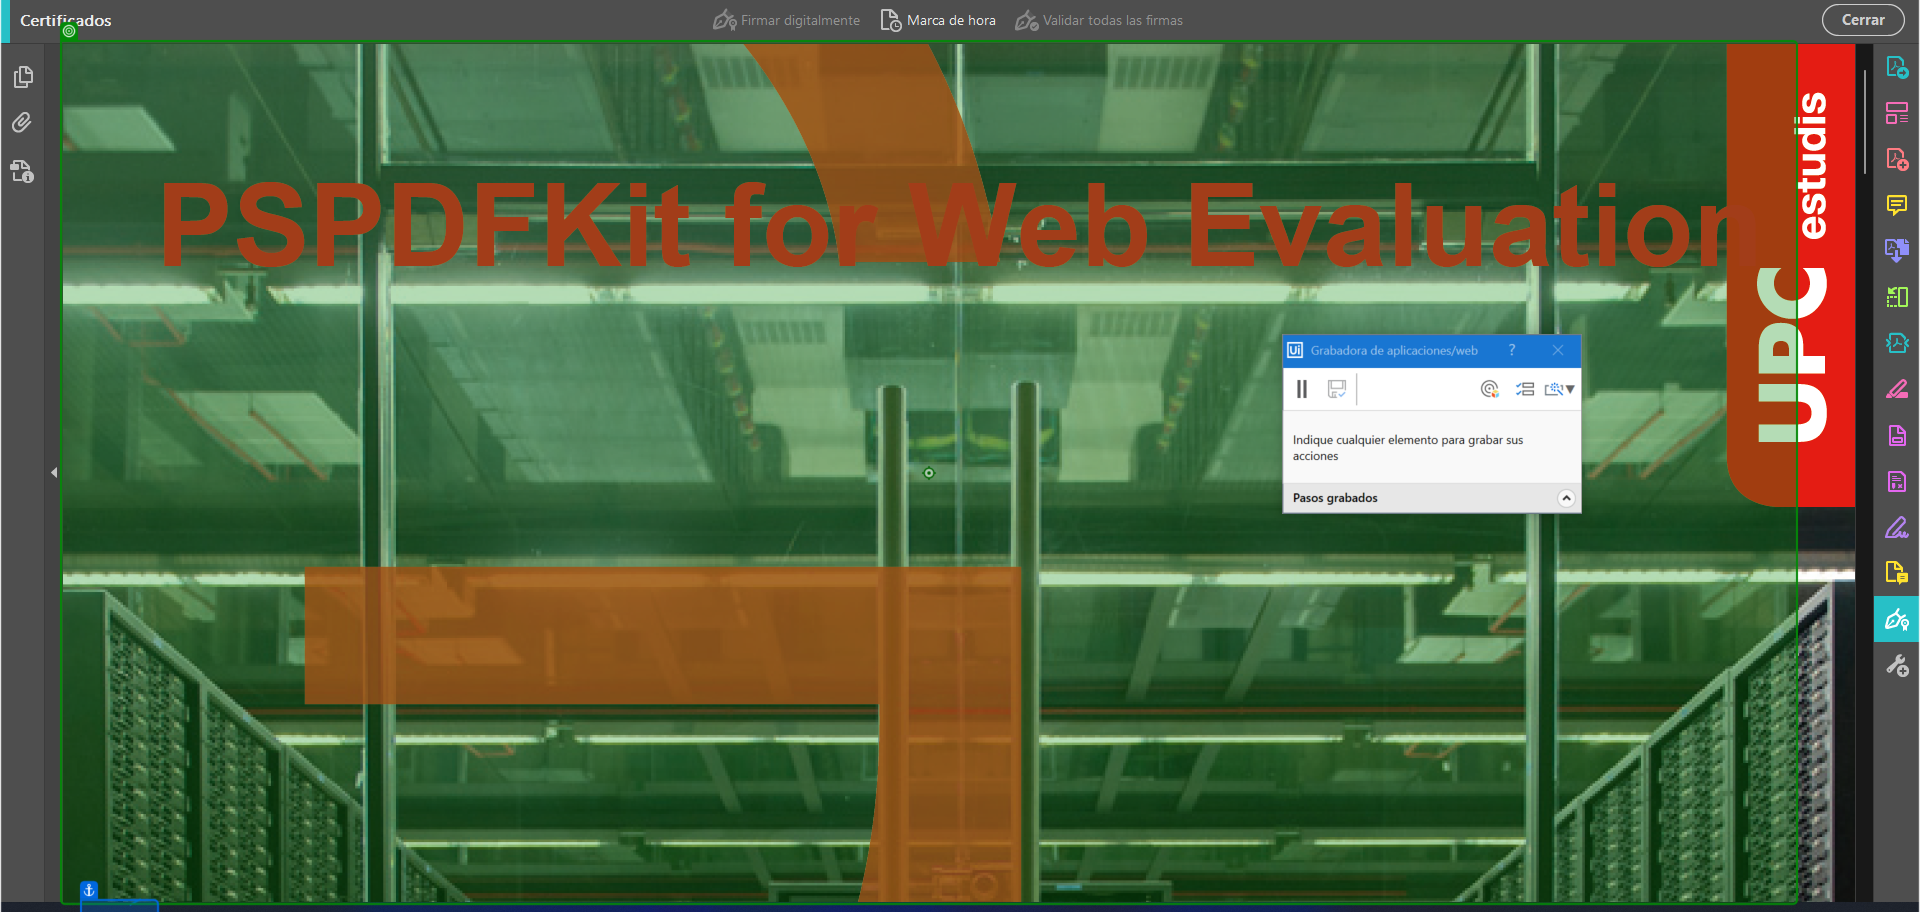 Certificados
Firmar digitalmente
Marca de hora
Validar todas las firmas
Cerrar
PSPDFKit for Web Evaluation
UPC estudis
Ui Grabadora de aplicaciones/web ?
Indique cualquier elemento para grabar sus
acciones
Pasos grabados